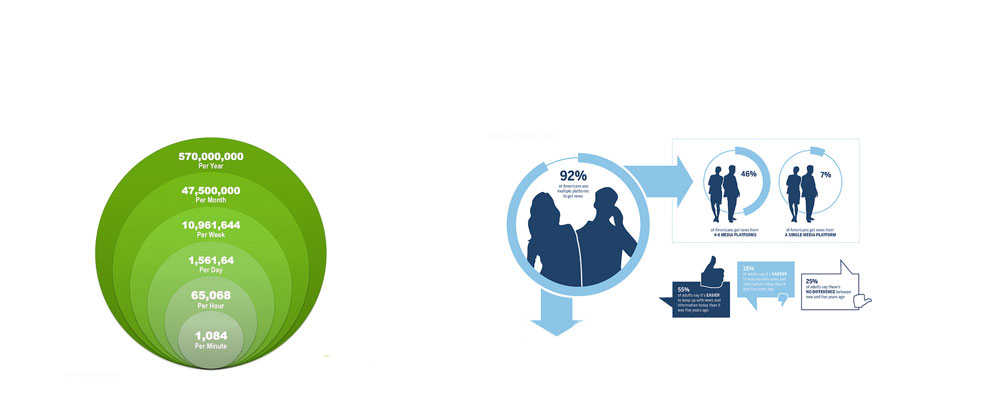 570,000,000
Per Year
47,500,000
Per Month
10,961,644
Per Week
1,561,64
Per Day
65,068
Per Hour
1,084
Per Minute
92%
of Americans use
multiple platforms
to get news
46%
of Americans get news from
4-6 MEDIA PLATFORMS
7%
of Americans get news from
A SINGLE MEDIA PLATFORM
55%
of adults say it's EASIER
to keep up with news and
information today than it
was five years ago
18%
of adults say it's HARDER
to keep up with news and
information today than it
was five years ago
25%
of adults say there's
NO DIFFERENCE between
now and five years ago